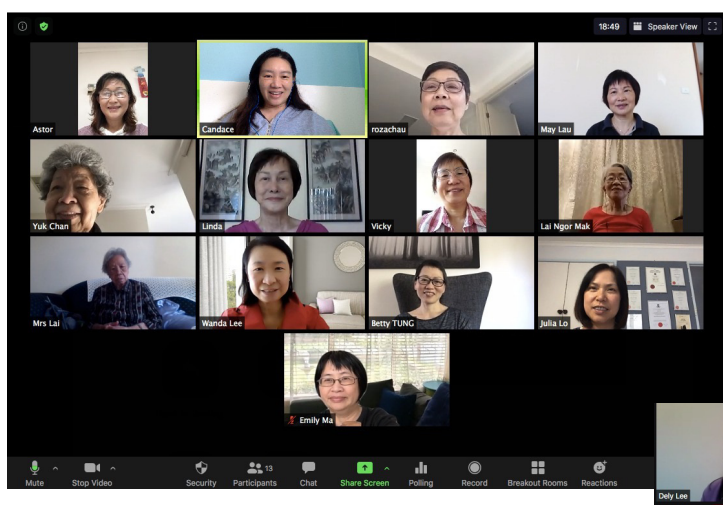 18:49 Speaker View
Astor
Candace
rozachau
May Lau
Yuk Chan
Linda
Vicky
Lai Ngor Mak
Mrs Lai
Wanda Lee
Betty TUNG
Julia Lo
Emily Ma
Mute
Stop Video
Security
Participants
13
Chat
Share Screen
Polling
Record
Breakout Rooms
Reactions
Dely Lee